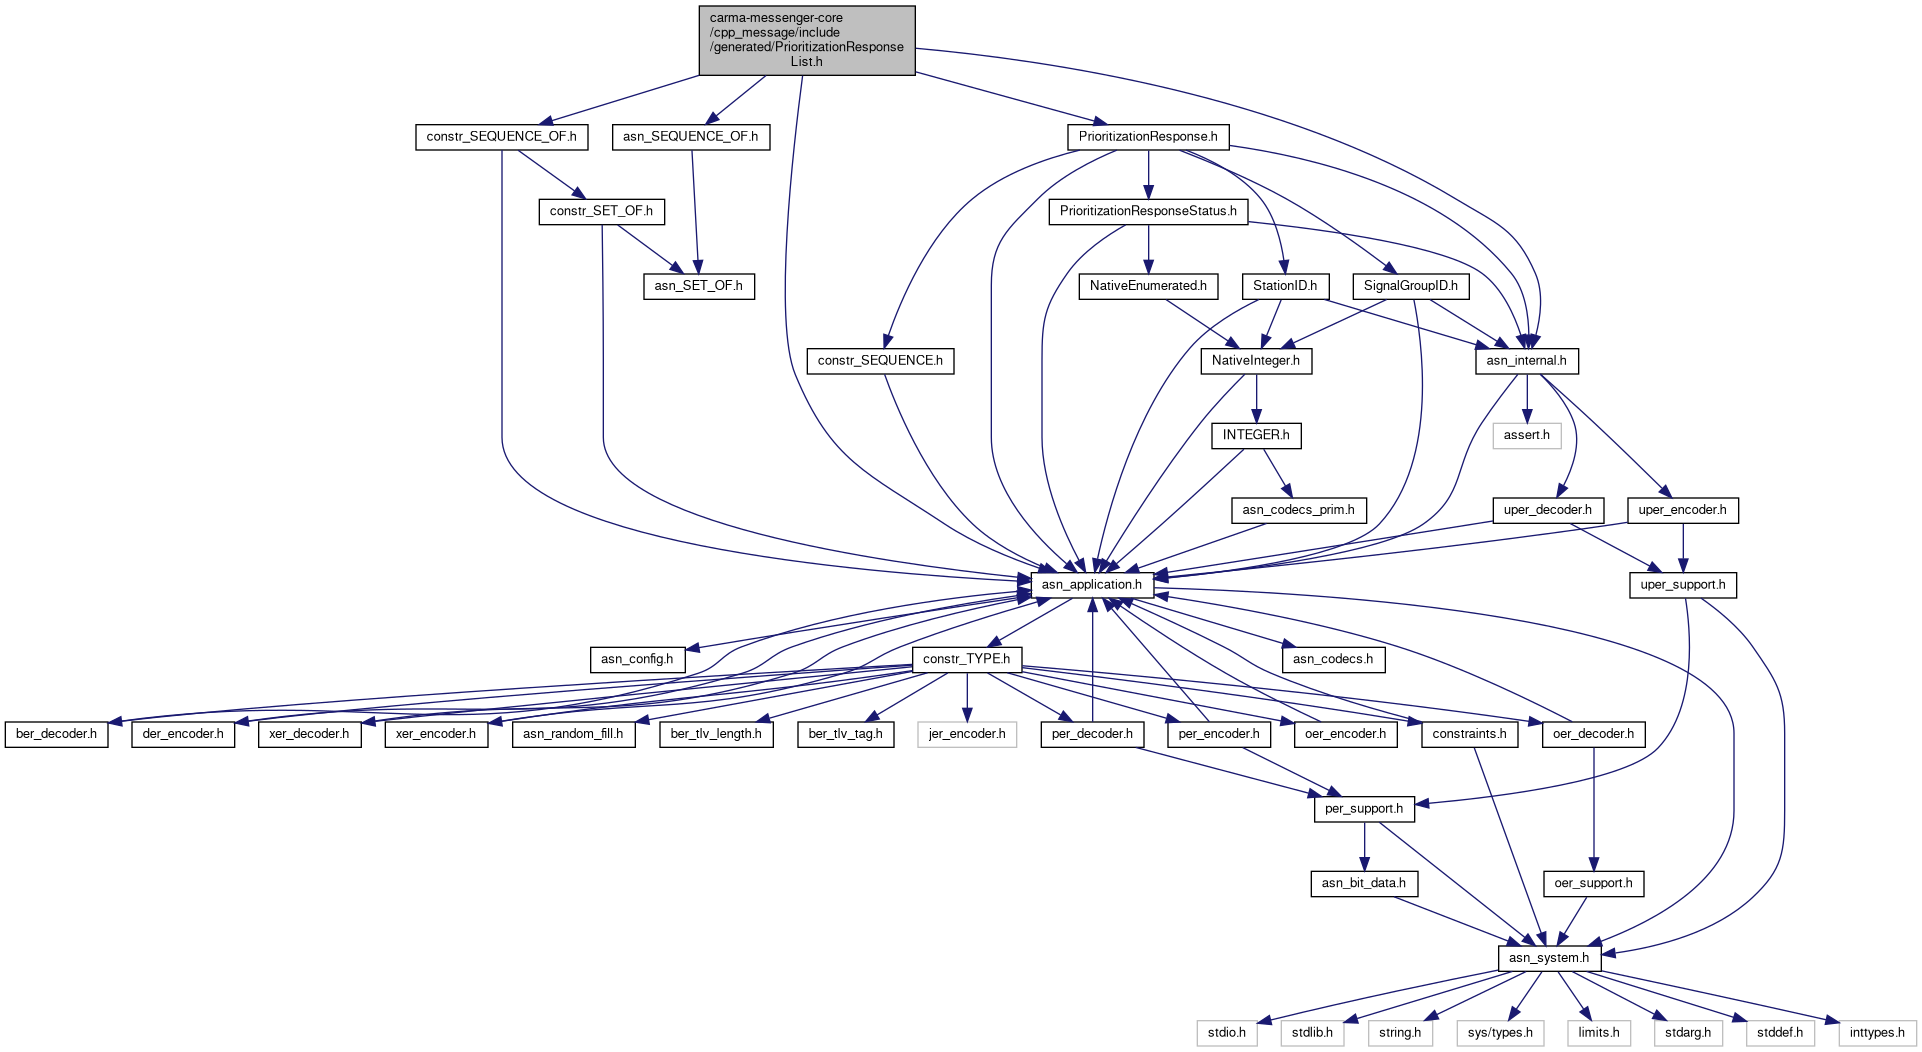 carma-messenger-core
/cpp_message/include
/generated/PrioritizationResponse
List.h
constr_SEQUENCE_OF.h
asn_SEQUENCE_OF.h
PrioritizationResponse.h
constr_SET_OF.h
PrioritizationResponseStatus.h
asn_SET_OF.h
NativeEnumerated.h
StationID.h
SignalGroupID.h
constr_SEQUENCE.h
NativeInteger.h
asn_internal.h
INTEGER.h
assert.h
asn_codecs_prim.h
uper_decoder.h
uper_encoder.h
asn_application.h
uper_support.h
asn_config.h
constr_TYPE.h
asn_codecs.h
ber_decoder.h
der_encoder.h
xer_decoder.h
xer_encoder.h
asn_random_fill.h
ber_tlv_length.h
ber_tlv_tag.h
jer_encoder.h
per_decoder.h
per_encoder.h
oer_encoder.h
constraints.h
oer_decoder.h
per_support.h
asn_bit_data.h
oer_support.h
asn_system.h
stdio.h
stdlib.h
string.h
sys/types.h
limits.h
stdarg.h
stddef.h
inttypes.h